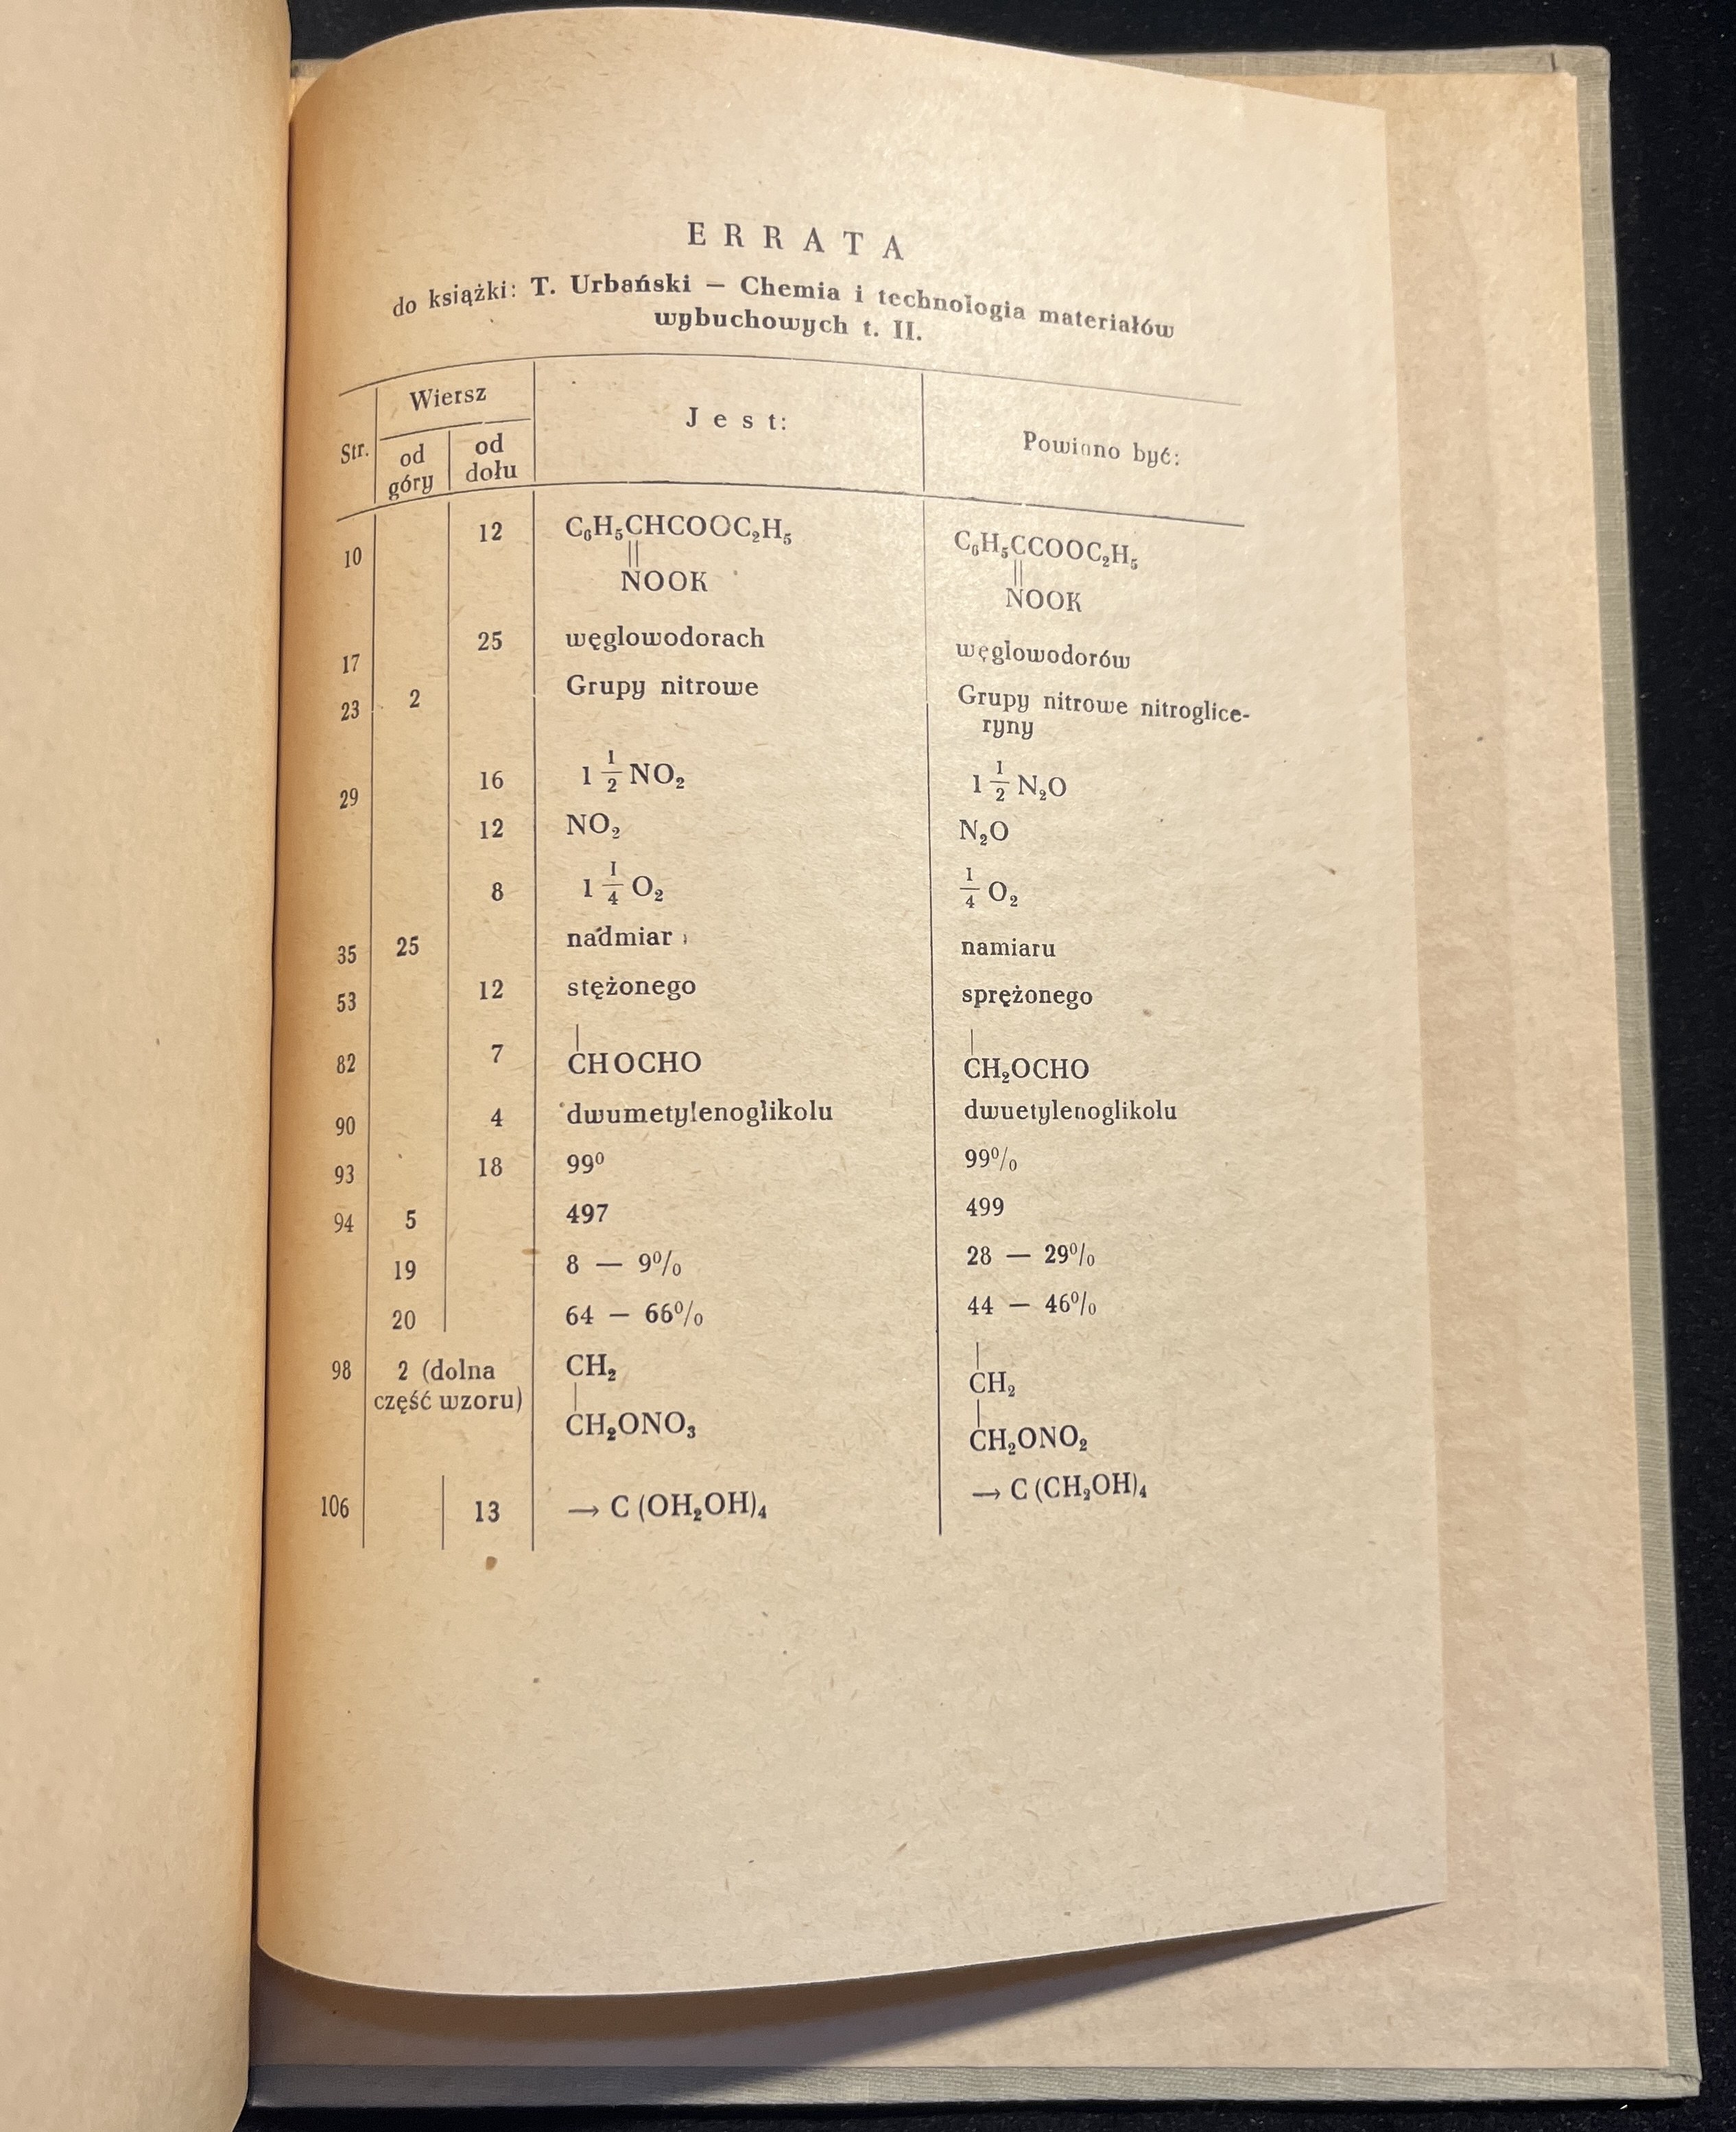 ERRATA
do książki: T. Urbański — Chemia i technologia materiałów
wybuchowych t. II.
Str. Wiersz Jest: Powinno być:
od góry od dołu
10 12 C₆H₅CHCOOC₂H₅ C₆H₅CCOOC₂H₅
|| ||
NOOK NOOK
17 25 węglowodorach węglowodorów
23 2 Grupy nitrowe Grupy nitrowe nitroglice-
ryny
29 16 1 1/2 NO₂ 1 1/2 N₂O
12 NO₂ N₂O
8 1 1/4 O₂ 1/4 O₂
35 25 nadmiar namiaru
53 12 stężonego sprężonego
| |
82 7 CHOCHO CH₂OCHO
90 4 dwumetylenoglikolu dwuetylenoglikolu
93 18 99⁰ 99%
94 5 497 499
19 8 — 9% 28 — 29%
20 64 — 66% 44 — 46%
|
98 2 (dolna część wzoru) CH₂ CH₂
| |
CH₂ONO₃ CH₂ONO₂
106 13 → C (OH₂OH)₄ → C (CH₂OH)₄